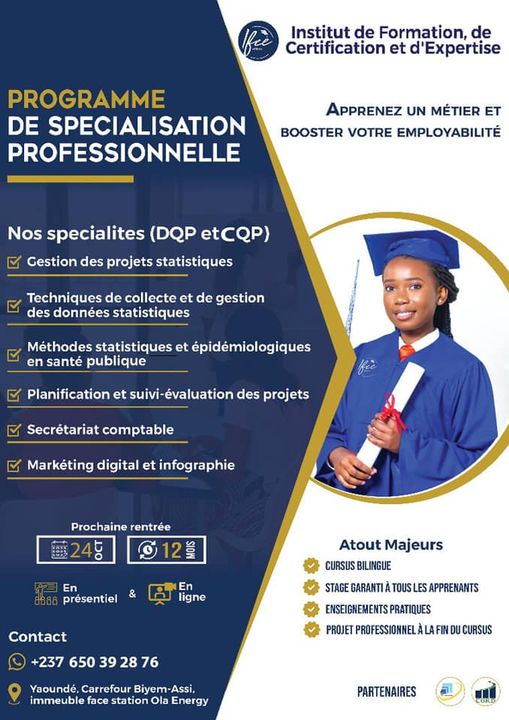 Ifce
Institut de Formation, de
Certification et d'Expertise
PROGRAMME
DE SPECIALISATION
PROFESSIONNELLE
APPRENEZ UN MÉTIER ET
BOOSTER VOTRE EMPLOYABILITÉ
Nos specialites (DQP etCQP)
Gestion des projets statistiques
Techniques de collecte et de gestion
des données statistiques
Méthodes statistiques et épidémiologiques
en santé publique
Planification et suivi-évaluation des projets
Secrétariat comptable
Markéting digital et infographie
Ifce
Prochaine rentrée
24 OCT
12 MOIS
En
présentiel
&
En
ligne
Atout Majeurs
CURSUS BILINGUE
STAGE GARANTI À TOUS LES APPRENANTS
ENSEIGNEMENTS PRATIQUES
PROJET PROFESSIONNEL À LA FIN DU CURSUS
Contact
+237 650 39 28 76
Yaoundé, Carrefour Biyem-Assi,
immeuble face station Ola Energy
PARTENAIRES